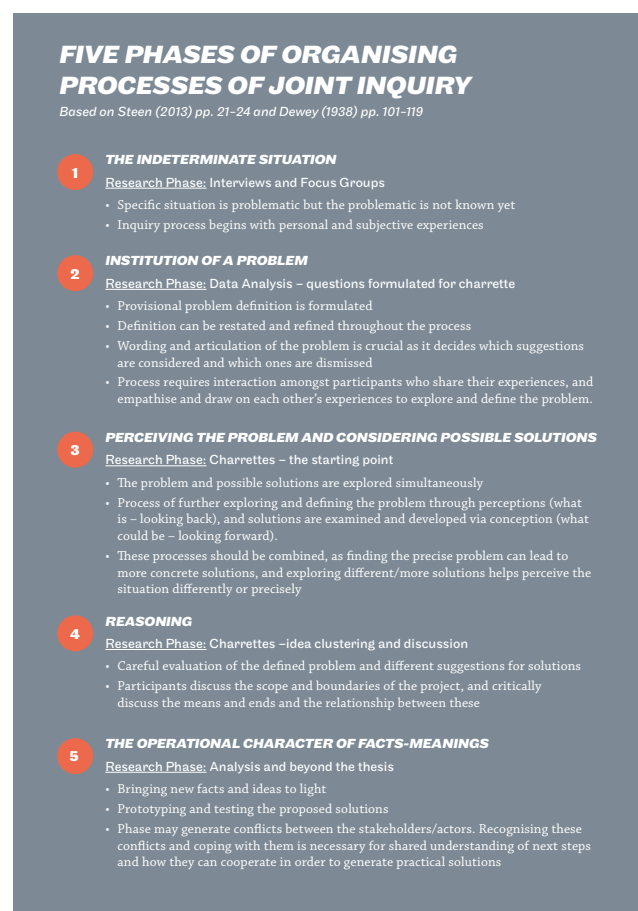 FIVE PHASES OF ORGANISING
PROCESSES OF JOINT INQUIRY
Based on Steen (2013) pp. 21–24 and Dewey (1938) pp. 101–119
1
THE INDETERMINATE SITUATION
Research Phase: Interviews and Focus Groups
• Specific situation is problematic but the problematic is not known yet
• Inquiry process begins with personal and subjective experiences
2
INSTITUTION OF A PROBLEM
Research Phase: Data Analysis – questions formulated for charrette
• Provisional problem definition is formulated
• Definition can be restated and refined throughout the process
• Wording and articulation of the problem is crucial as it decides which suggestions
are considered and which ones are dismissed
• Process requires interaction amongst participants who share their experiences, and
empathise and draw on each other's experiences to explore and define the problem.
3
PERCEIVING THE PROBLEM AND CONSIDERING POSSIBLE SOLUTIONS
Research Phase: Charrettes – the starting point
• The problem and possible solutions are explored simultaneously
• Process of further exploring and defining the problem through perceptions (what
is – looking back), and solutions are examined and developed via conception (what
could be – looking forward).
• These processes should be combined, as finding the precise problem can lead to
more concrete solutions, and exploring different/more solutions helps perceive the
situation differently or precisely
4
REASONING
Research Phase: Charrettes –idea clustering and discussion
• Careful evaluation of the defined problem and different suggestions for solutions
• Participants discuss the scope and boundaries of the project, and critically
discuss the means and ends and the relationship between these
5
THE OPERATIONAL CHARACTER OF FACTS-MEANINGS
Research Phase: Analysis and beyond the thesis
• Bringing new facts and ideas to light
• Prototyping and testing the proposed solutions
• Phase may generate conflicts between the stakeholders/actors. Recognising these
conflicts and coping with them is necessary for shared understanding of next steps
and how they can cooperate in order to generate practical solutions